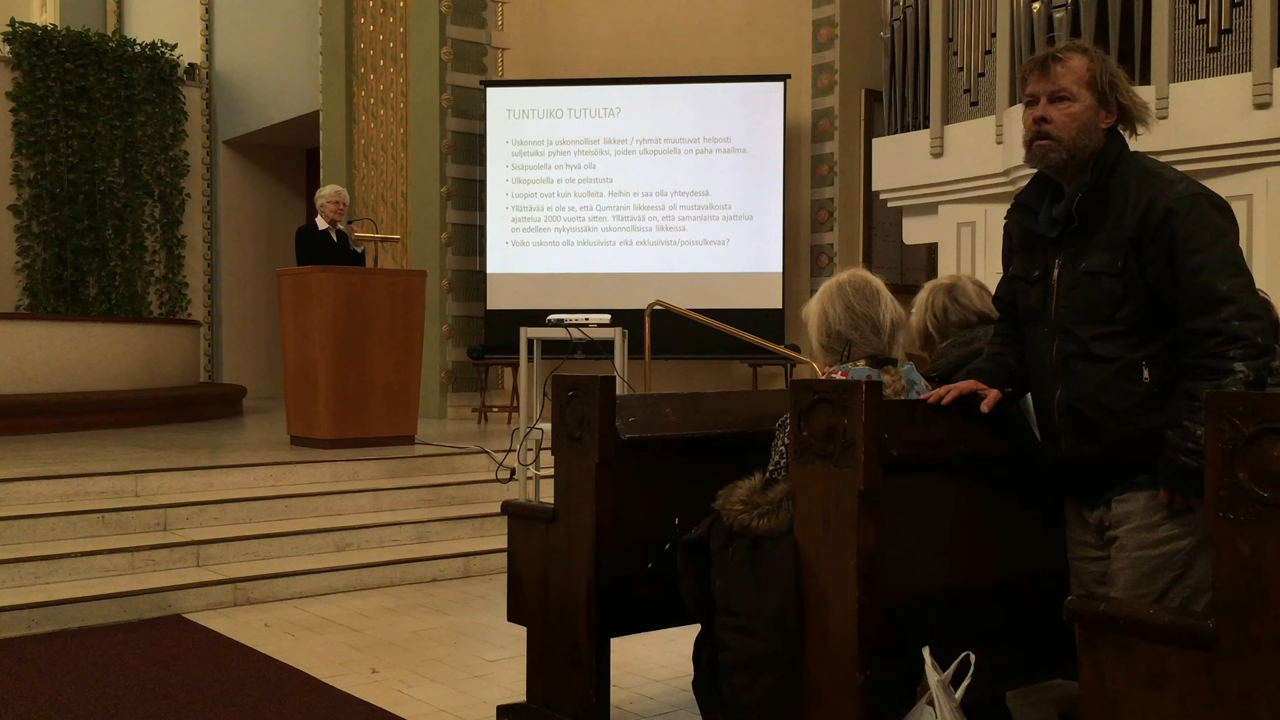 TUNTUIKO TUTULTA?
• Uskonnot ja uskonnolliset liikkeet / ryhmät muuttuvat helposti
suljetuiksi pyhien yhteisöiksi, joiden ulkopuolella on paha maailma.
• Sisäpuolella on hyvä olla
• Ulkopuolella ei ole pelastusta
• Luopiot ovat kuin kuolleita. Heihin ei saa olla yhteydessä.
• Yllättävää ei ole se, että Qumranin liikkeessä oli mustavalkoista
ajattelua 2000 vuotta sitten. Yllättävää on, että samanlaista ajattelua
on edelleen nykyisissäkin uskonnollisissa liikkeissä.
• Voiko uskonto olla inklusiivista eikä exklusiivista/poissulkevaa?